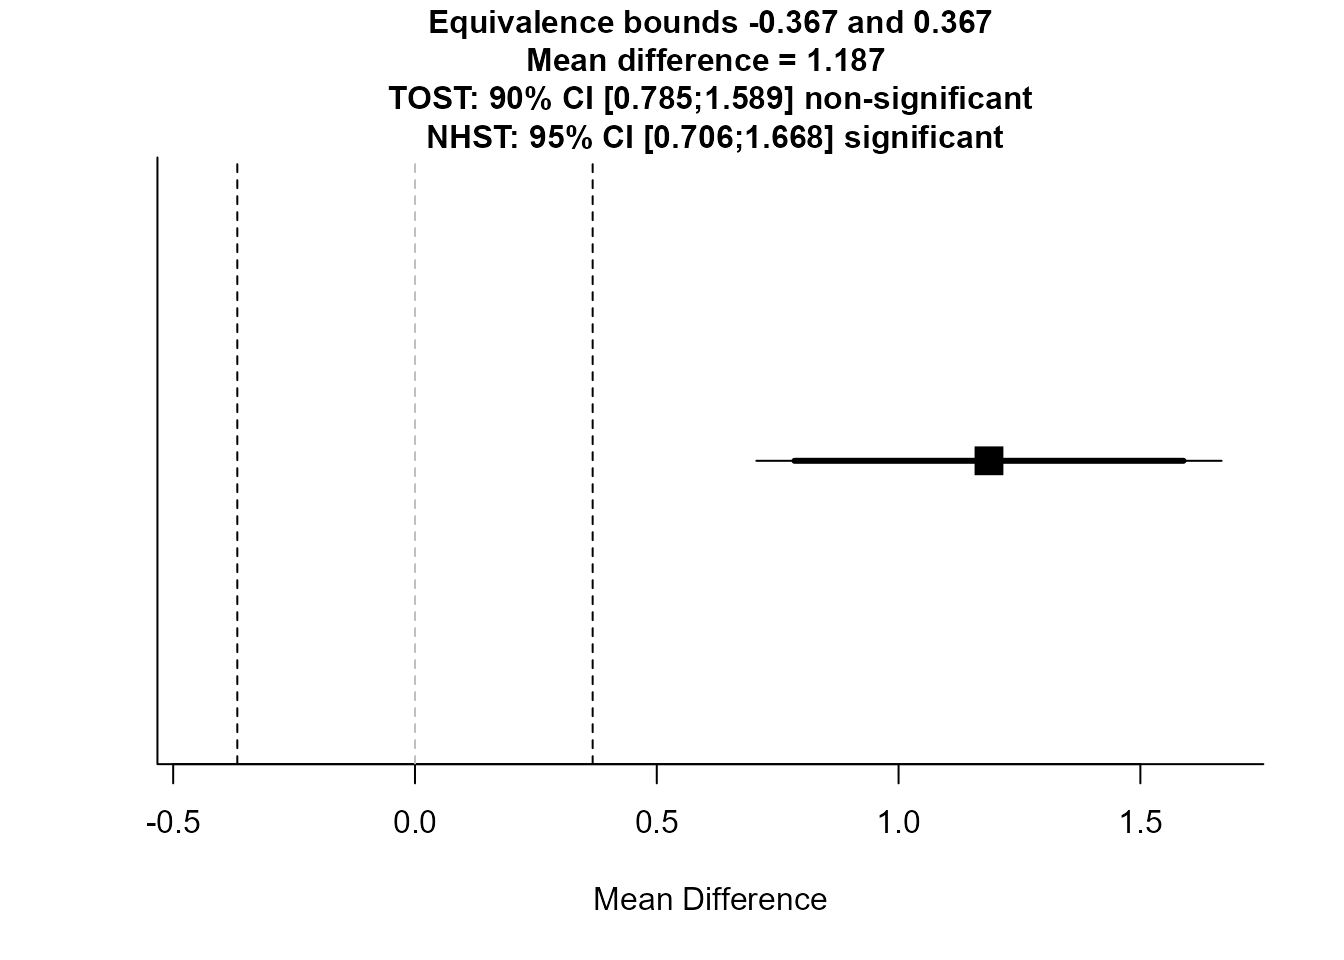 Equivalence bounds -0.367 and 0.367
Mean difference = 1.187
TOST: 90% CI [0.785;1.589] non-significant
NHST: 95% CI [0.706;1.668] significant
-0.5 0.0 0.5 1.0 1.5
Mean Difference